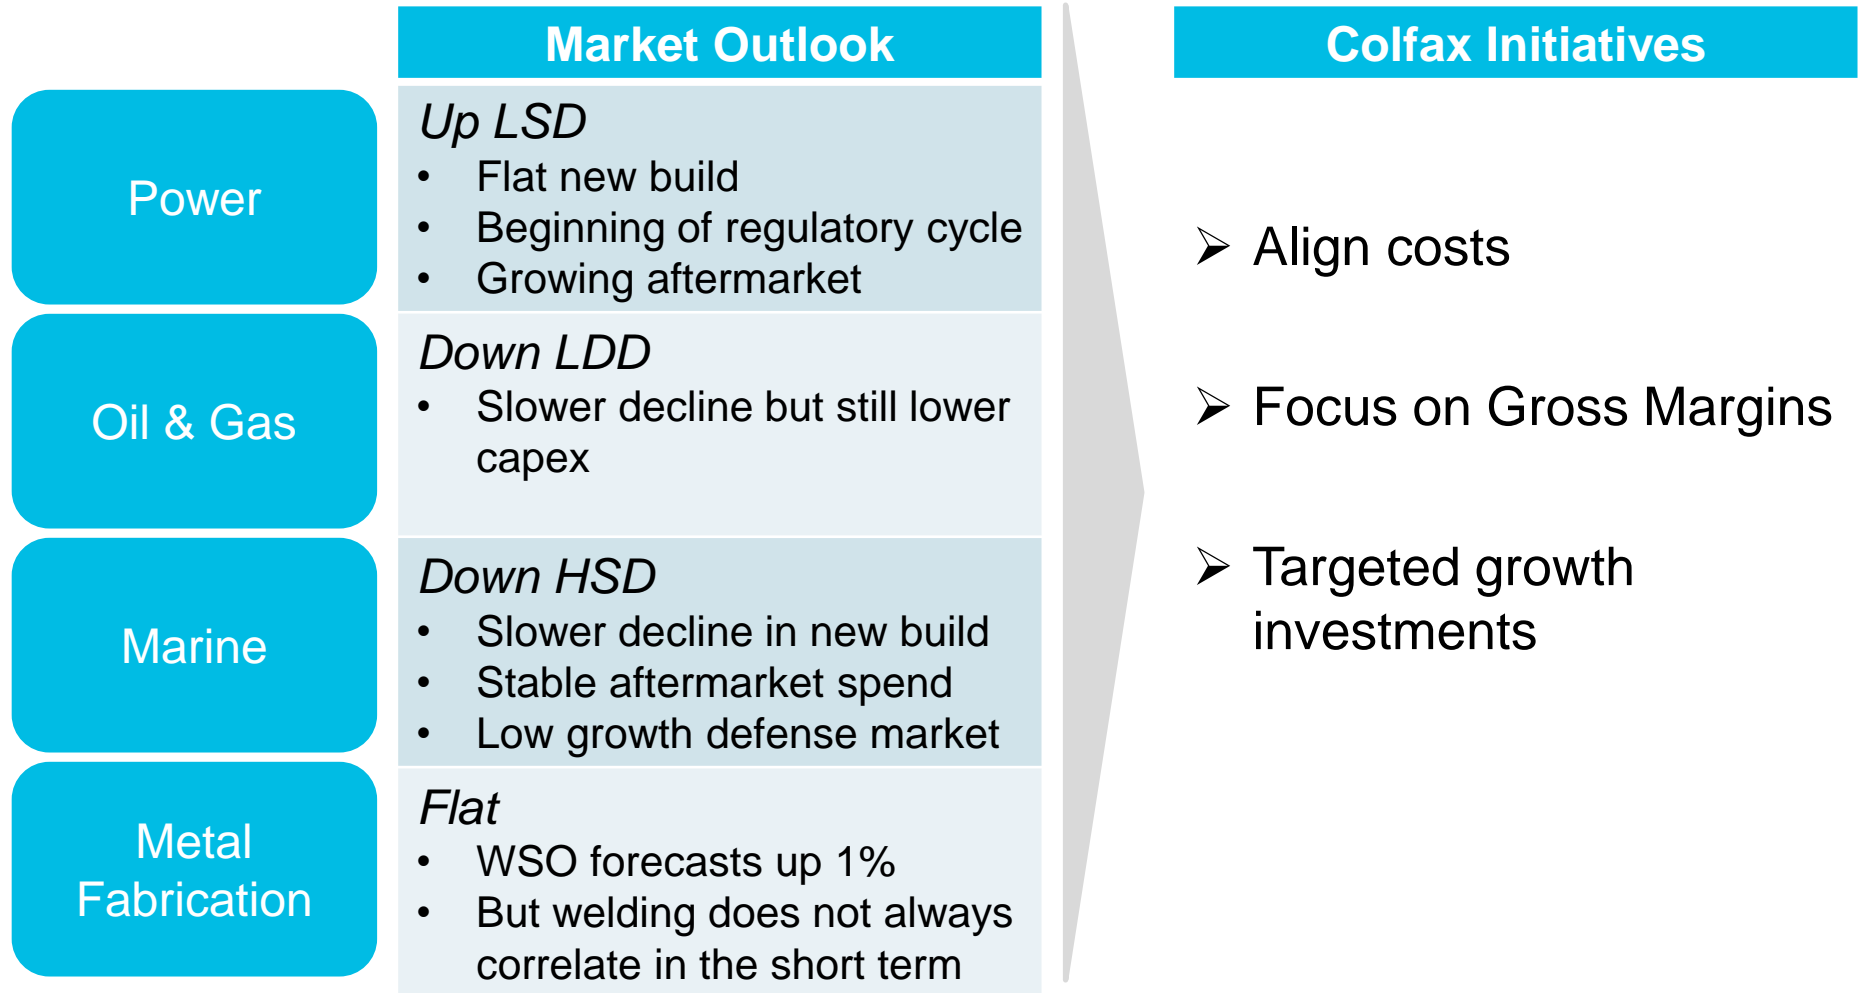 Market Outlook
Colfax Initiatives
Power
Up LSD
• Flat new build
• Beginning of regulatory cycle
• Growing aftermarket
Oil & Gas
Down LDD
• Slower decline but still lower
capex
Marine
Down HSD
• Slower decline in new build
• Stable aftermarket spend
• Low growth defense market
Metal
Fabrication
Flat
• WSO forecasts up 1%
• But welding does not always
correlate in the short term
➢ Align costs
➢ Focus on Gross Margins
➢ Targeted growth
investments